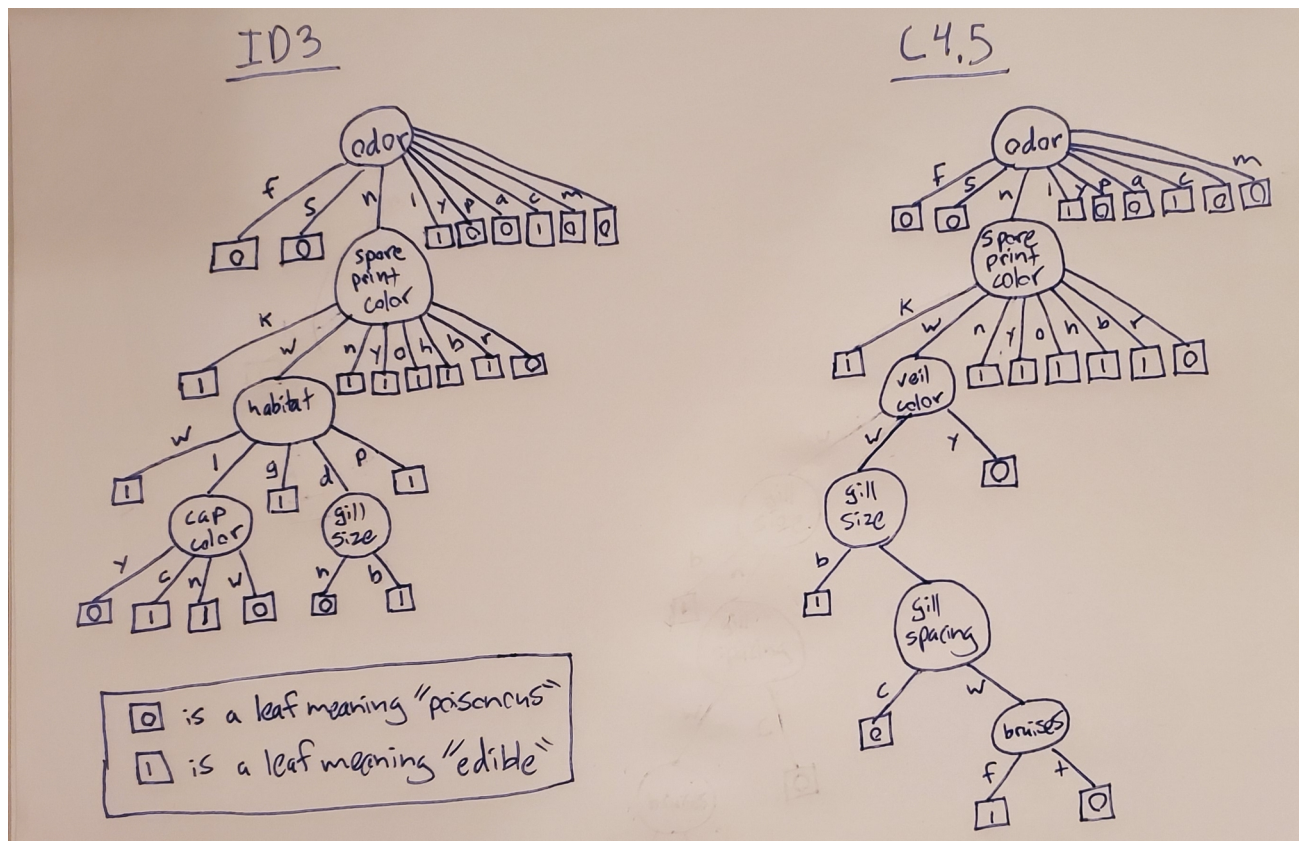 ID3
odor
f s n l y p a c m
0 0 1 0 0 1 0 0
spore
print
color
k w n y o h b r
1 1 1 1 1 1 0
habitat
w l g d p
1 1 1
cap
color
gill
size
y c n w
0 1 1 0
n b
0 1
C4.5
odor
f s n l y p a c m
0 0 1 0 0 1 0 0
spore
print
color
k w n y o h b r
1 1 1 1 1 1 0
veil
color
w y
0
gill
size
b
1
gill
spacing
c w
bruises
f t
1 0
0 is a leaf meaning "poisonous"
1 is a leaf meaning "edible"